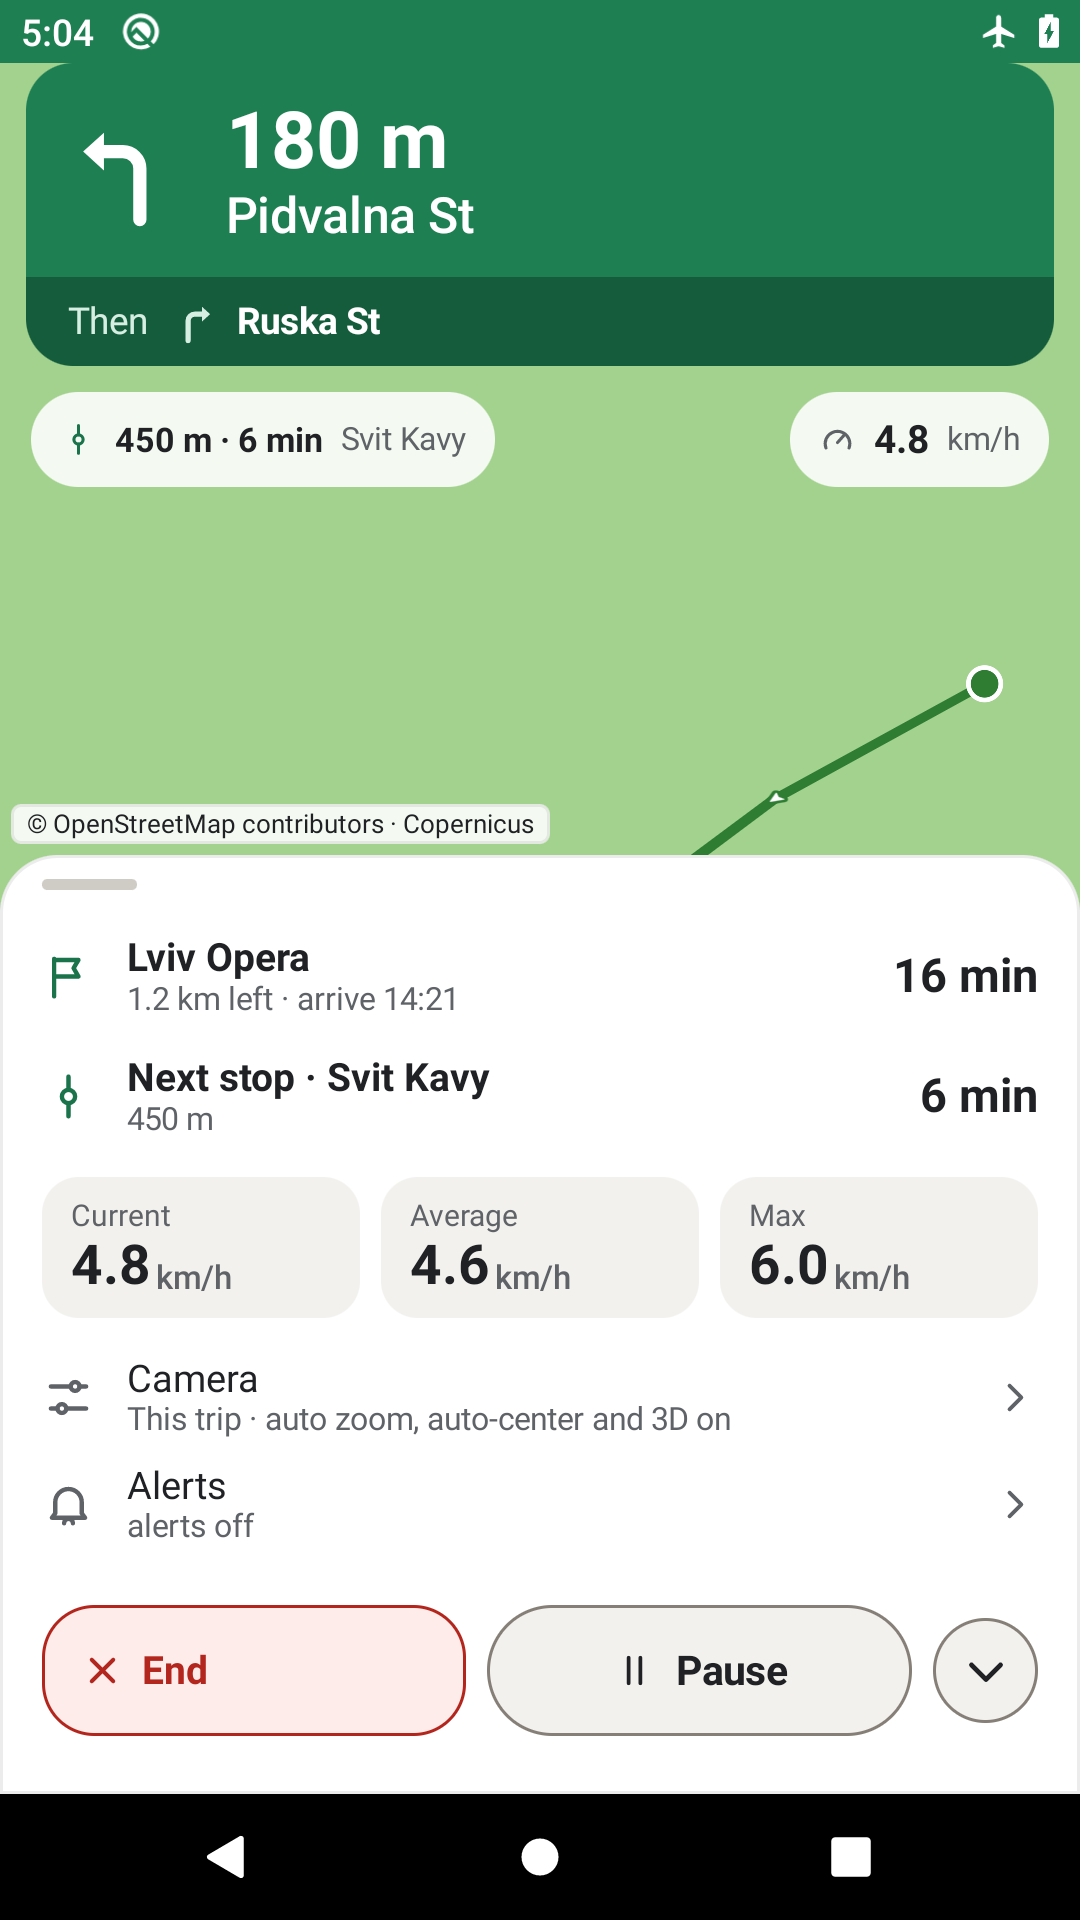 5:04
180 m
Pidvalna St
Then Ruska St
450 m · 6 min Svit Kavy
4.8 km/h
© OpenStreetMap contributors · Copernicus
Lviv Opera
1.2 km left · arrive 14:21
16 min
Next stop · Svit Kavy
450 m
6 min
Current
4.8 km/h
Average
4.6 km/h
Max
6.0 km/h
Camera
This trip · auto zoom, auto-center and 3D on
Alerts
alerts off
End
Pause